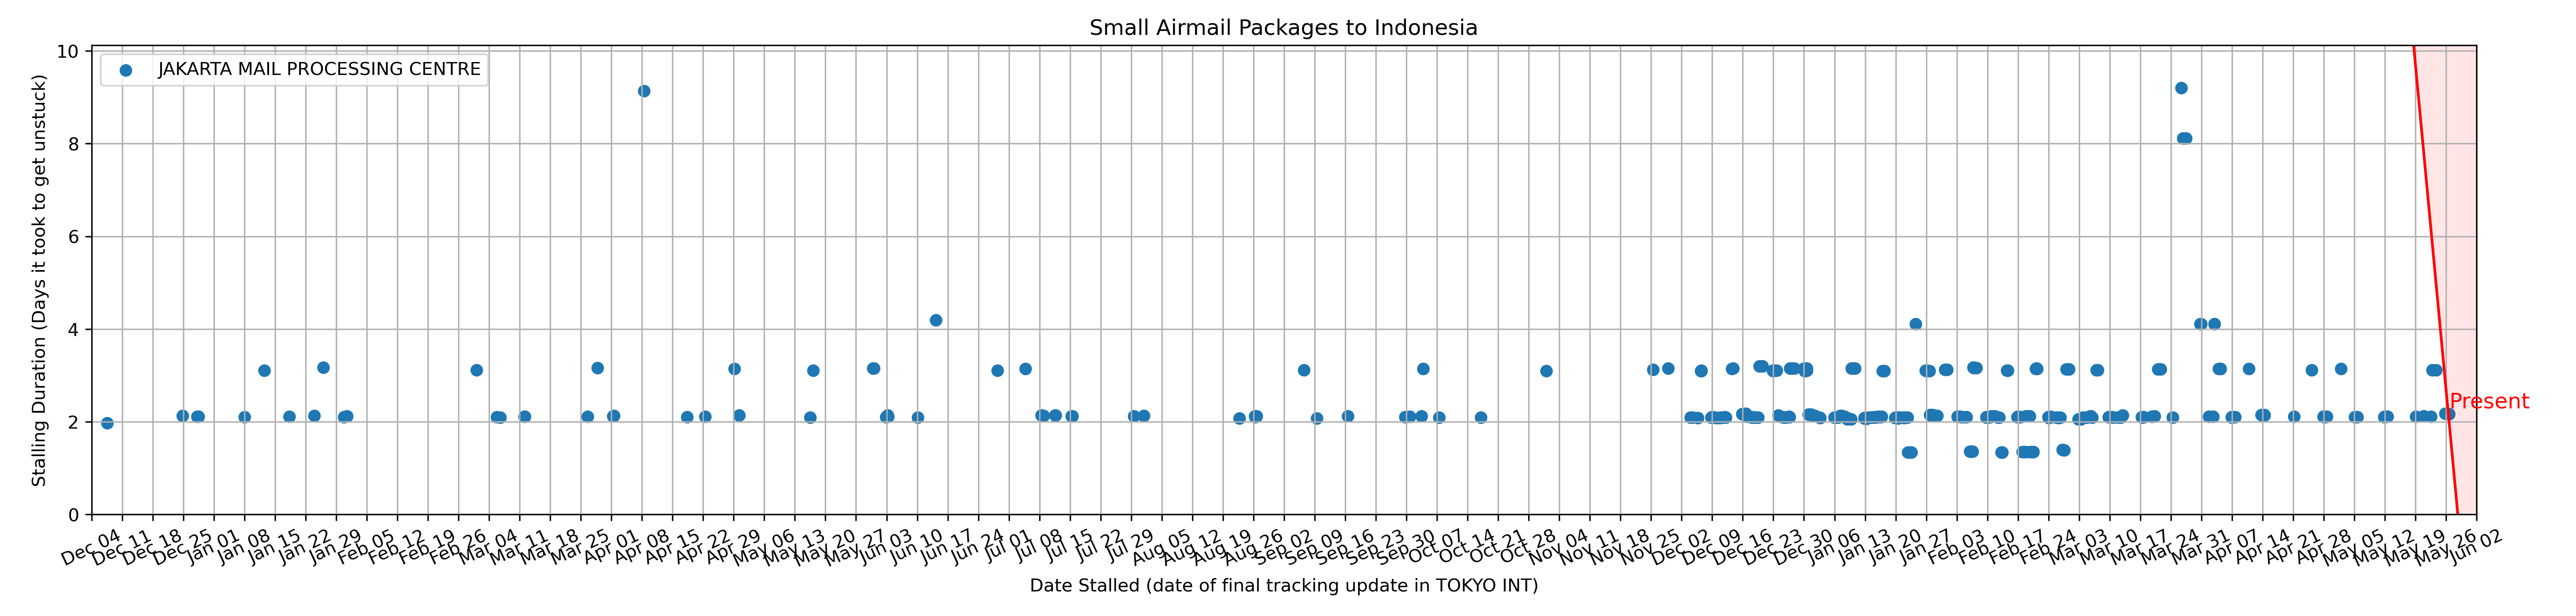 Small Airmail Packages to Indonesia
JAKARTA MAIL PROCESSING CENTRE
Stalling Duration (Days it took to get unstuck)
10
8
6
4
2
0
Present
Dec 04
Dec 11
Dec 18
Dec 25
Jan 01
Jan 08
Jan 15
Jan 22
Jan 29
Feb 05
Feb 12
Feb 19
Feb 26
Mar 04
Mar 11
Mar 18
Mar 25
Apr 01
Apr 08
Apr 15
Apr 22
Apr 29
May 06
May 13
May 20
May 27
Jun 03
Jun 10
Jun 17
Jun 24
Jul 01
Jul 08
Jul 15
Jul 22
Jul 29
Aug 05
Aug 12
Aug 19
Aug 26
Sep 02
Sep 09
Sep 16
Sep 23
Sep 30
Oct 07
Oct 14
Oct 21
Oct 28
Nov 04
Nov 11
Nov 18
Nov 25
Dec 02
Dec 09
Dec 16
Dec 23
Dec 30
Jan 06
Jan 13
Jan 20
Jan 27
Feb 03
Feb 10
Feb 17
Feb 24
Mar 03
Mar 10
Mar 17
Mar 24
Mar 31
Apr 07
Apr 14
Apr 21
Apr 28
May 05
May 12
May 19
May 26
Jun 02
Date Stalled (date of final tracking update in TOKYO INT)